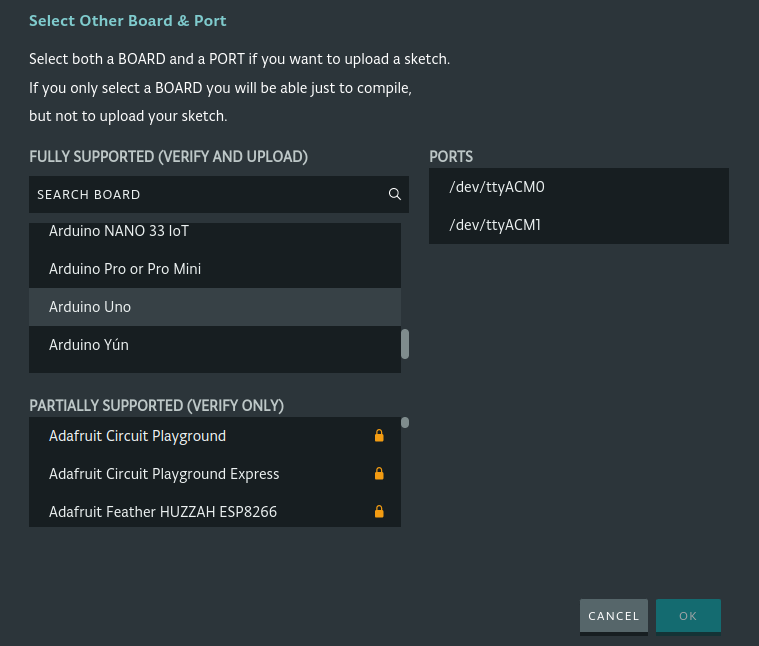 Select Other Board & Port
Select both a BOARD and a PORT if you want to upload a sketch.
If you only select a BOARD you will be able just to compile,
but not to upload your sketch.
FULLY SUPPORTED (VERIFY AND UPLOAD)
SEARCH BOARD
Arduino NANO 33 IoT
Arduino Pro or Pro Mini
Arduino Uno
Arduino Yún
PARTIALLY SUPPORTED (VERIFY ONLY)
Adafruit Circuit Playground
Adafruit Circuit Playground Express
Adafruit Feather HUZZAH ESP8266
PORTS
/dev/ttyACM0
/dev/ttyACM1
CANCEL
OK